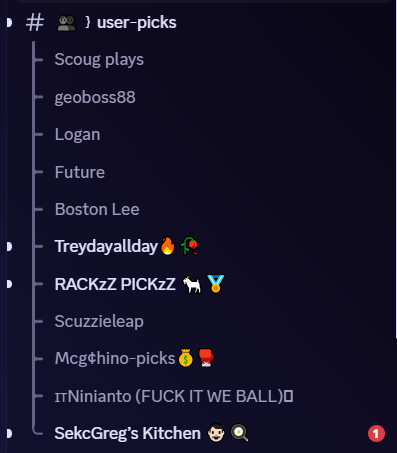 # 👥 } user-picks
Scoug plays
geoboss88
Logan
Future
Boston Lee
Treydayallday🔥🥀
RACKzZ PICKzZ 🐐🏅
Scuzzieleap
Mcg¢hino-picks💰🥊
ɪᴛNinianto (FUCK IT WE BALL)▯
SekcGreg’s Kitchen 👨🏻‍🍳 1